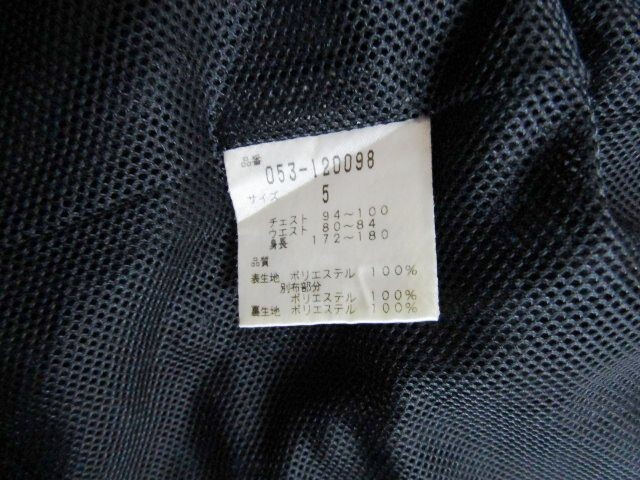 品番
053-120098
サイズ 5
チェスト 94~100
ウエスト 80~84
身長 172~180
品質
表生地 ポリエステル 100%
別布部分
ポリエステル 100%
裏生地 ポリエステル 100%